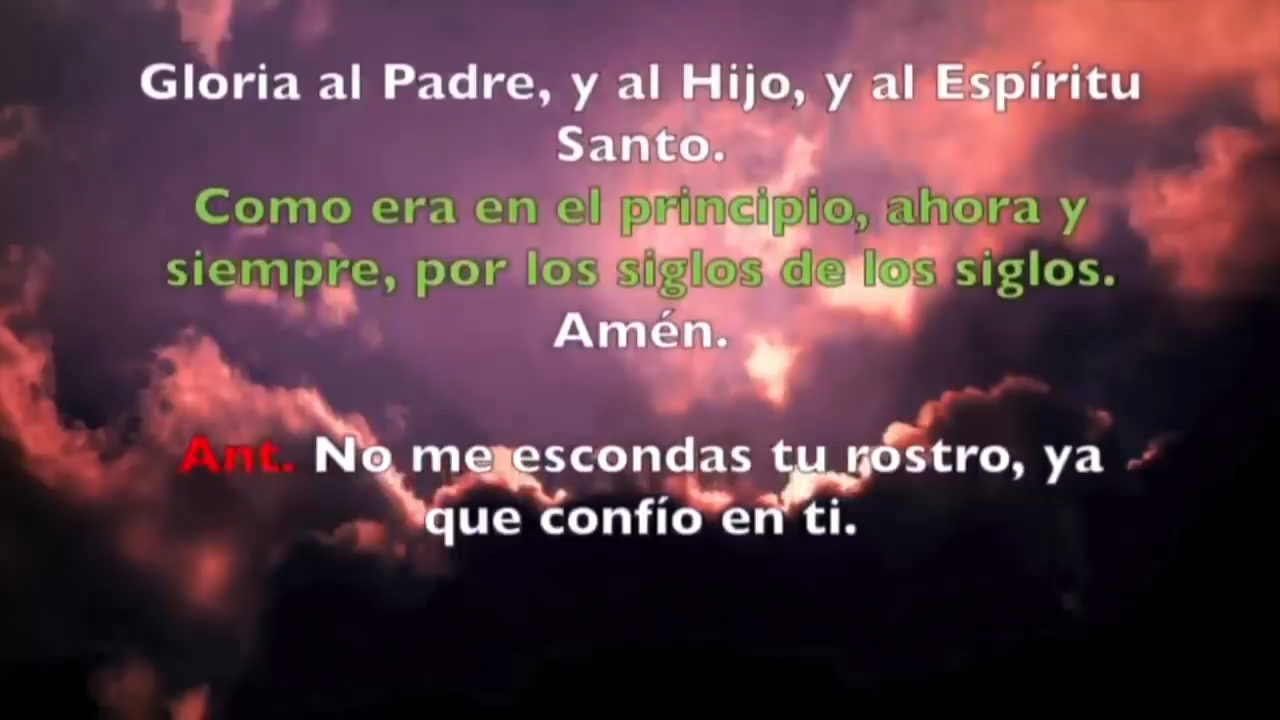 Gloria al Padre, y al Hijo, y al Espíritu
Santo.
Como era en el principio, ahora y
siempre, por los siglos de los siglos.
Amén.
Ant. No me escondas tu rostro, ya
que confío en ti.